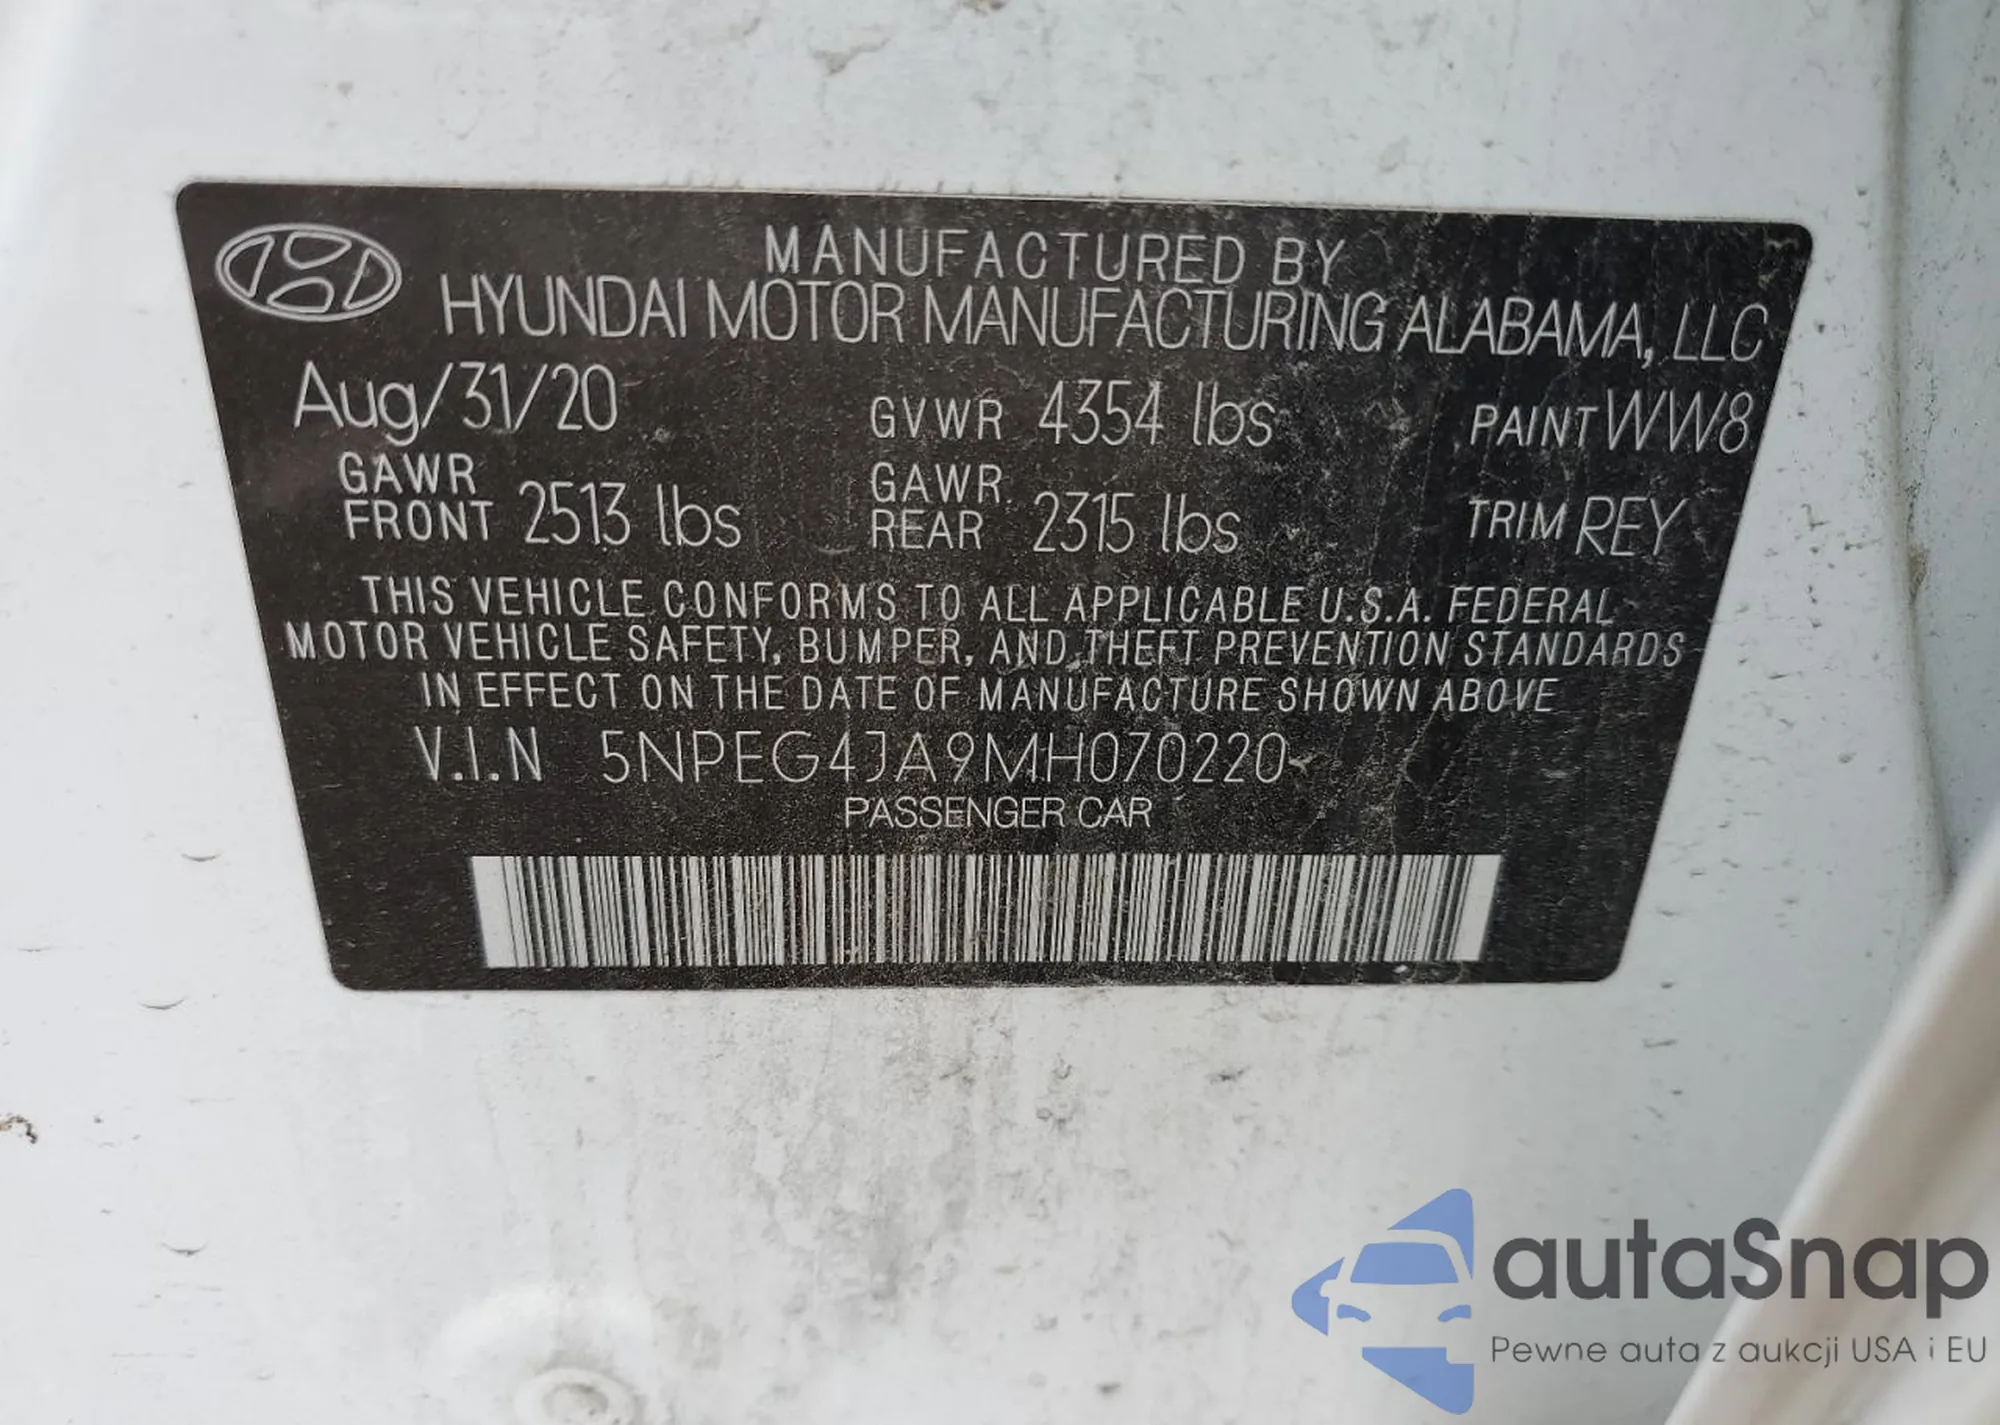 MANUFACTURED BY
HYUNDAI MOTOR MANUFACTURING ALABAMA, LLC
Aug/31/20 GVWR 4354 lbs PAINT WW8
GAWR FRONT 2513 lbs GAWR REAR 2315 lbs TRIM REY
THIS VEHICLE CONFORMS TO ALL APPLICABLE U.S.A. FEDERAL
MOTOR VEHICLE SAFETY, BUMPER, AND THEFT PREVENTION STANDARDS
IN EFFECT ON THE DATE OF MANUFACTURE SHOWN ABOVE
V.I.N 5NPEG4JA9MH070220
PASSENGER CAR
autaSnap
Pewne auta z aukcji USA i EU